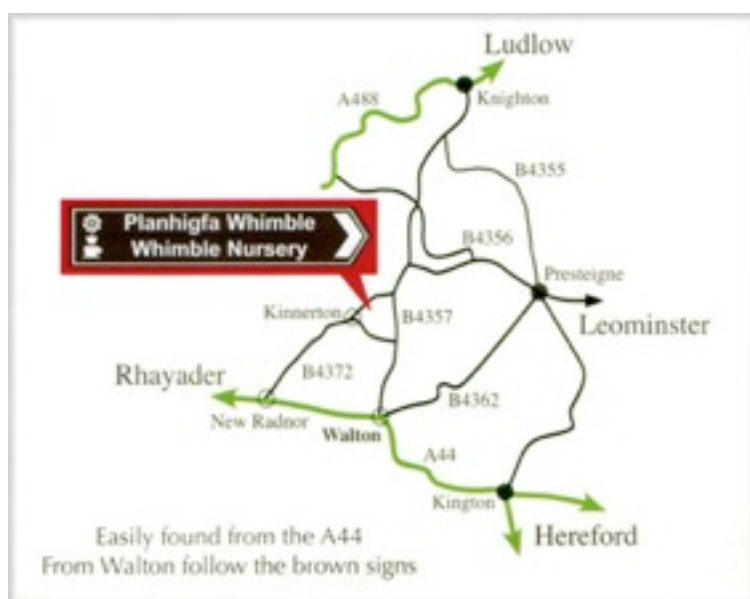 Ludlow
A488
Knighton
B4355
Planhigfa Whimble
Whimble Nursery
B4356
Presteigne
Kinnerton
B4357
Leominster
Rhayader
B4372
B4362
New Radnor
Walton
A44
Kington
Hereford
Easily found from the A44
From Walton follow the brown signs